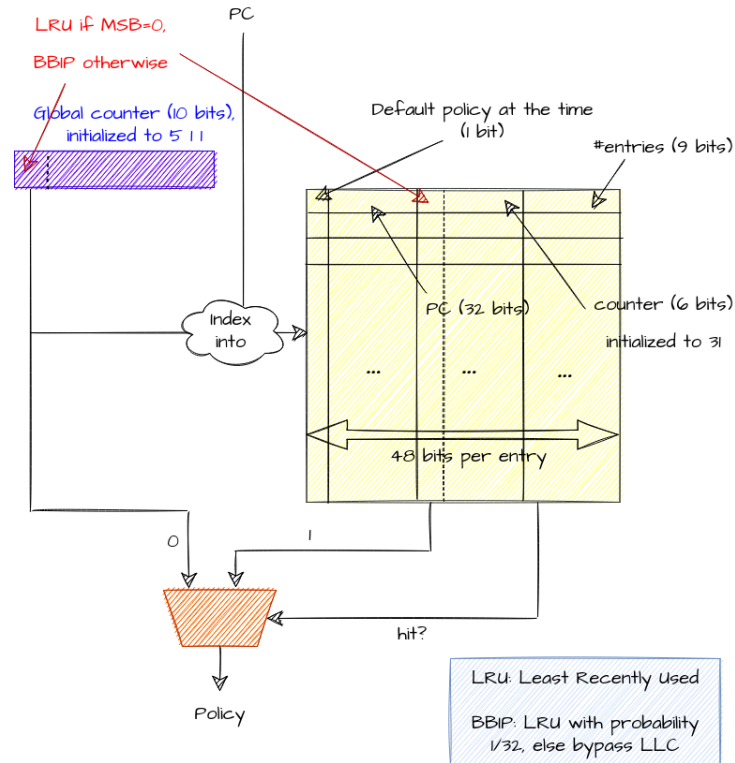 LRU if MSB=0,
BBIP otherwise
PC
Global counter (10 bits),
initialized to 5 1 1
Default policy at the time
(1 bit)
#entries (9 bits)
Index
into
PC (32 bits)
counter (6 bits)
initialized to 31
... ... ...
48 bits per entry
0
1
hit?
Policy
LRU: Least Recently Used
BBIP: LRU with probability
1/32, else bypass LLC